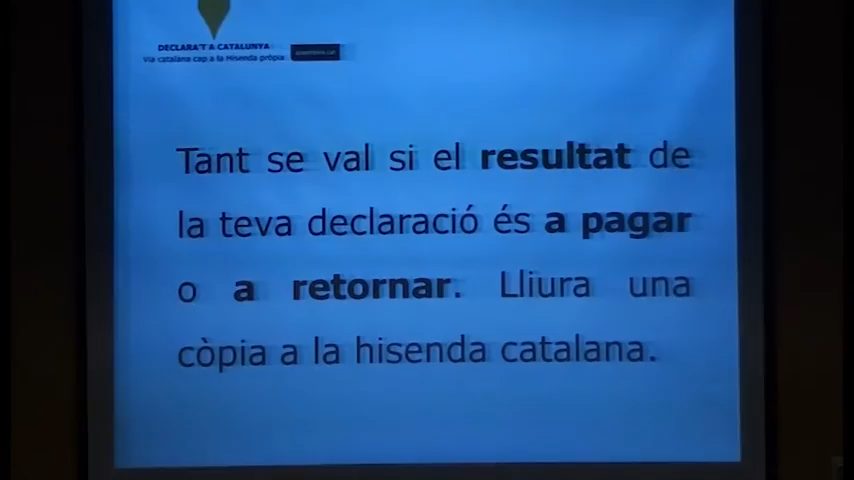 DECLARA'T A CATALUNYA
Via catalana cap a la Hisenda pròpia
Tant se val si el resultat de
la teva declaració és a pagar
o a retornar. Lliura una
còpia a la hisenda catalana.